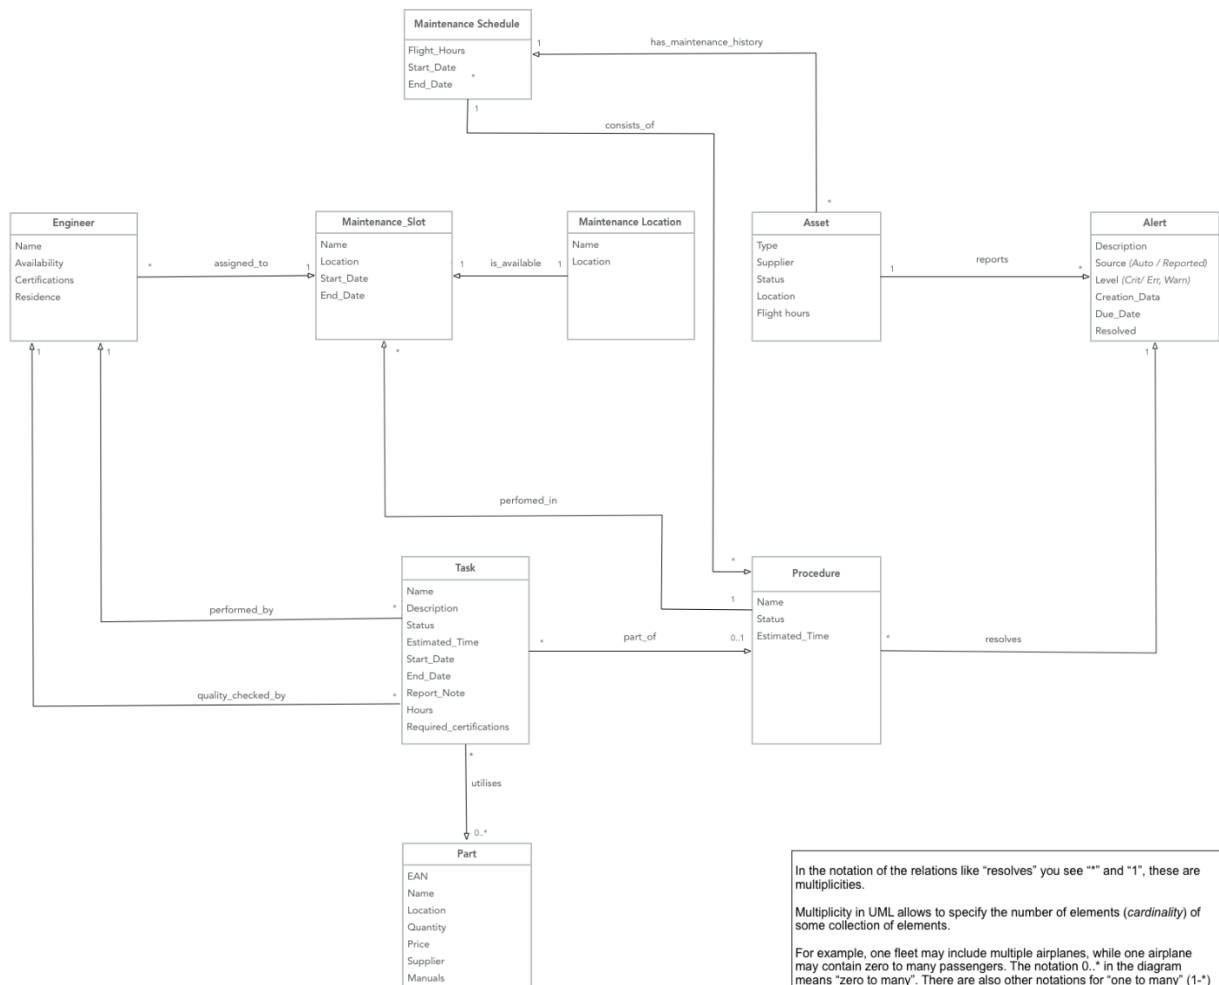 Maintenance Schedule
Flight_Hours
Start_Date
*
End_Date
1
has_maintenance_history
1
consists_of
*
Engineer
Name
Availability
Certifications
Residence
*
assigned_to
1
Maintenance_Slot
Name
Location
Start_Date
End_Date
1
is_available
1
Maintenance Location
Name
Location
Asset
Type
Supplier
Status
Location
Flight hours
1
reports
*
Alert
Description
Source (Auto / Reported)
Level (Crit/ Err, Warn)
Creation_Data
Due_Date
Resolved
1
1
*
1
perfomed_in
Task
Name
Description
Status
Estimated_Time
Start_Date
End_Date
Report_Note
Hours
Required_certifications
performed_by
*
quality_checked_by
*
*
part_of
0..1
*
1
Procedure
Name
Status
Estimated_Time
*
resolves
*
utilises
0..*
Part
EAN
Name
Location
Quantity
Price
Supplier
Manuals
In the notation of the relations like “resolves” you see “*” and “1”, these are
multiplicities.
Multiplicity in UML allows to specify the number of elements (cardinality) of
some collection of elements.
For example, one fleet may include multiple airplanes, while one airplane
may contain zero to many passengers. The notation 0..* in the diagram
means “zero to many”. There are also other notations for “one to many” (1-*)